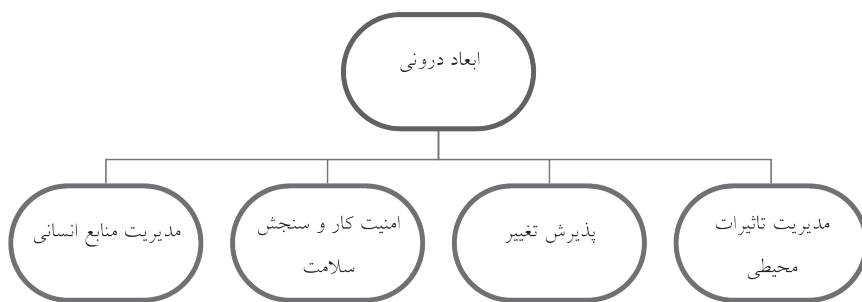 ابعاد درونی
مدیریت تاثیرات
محیطی
پذیرش تغییر
امنیت کار و سنجش
سلامت
مدیریت منابع انسانی